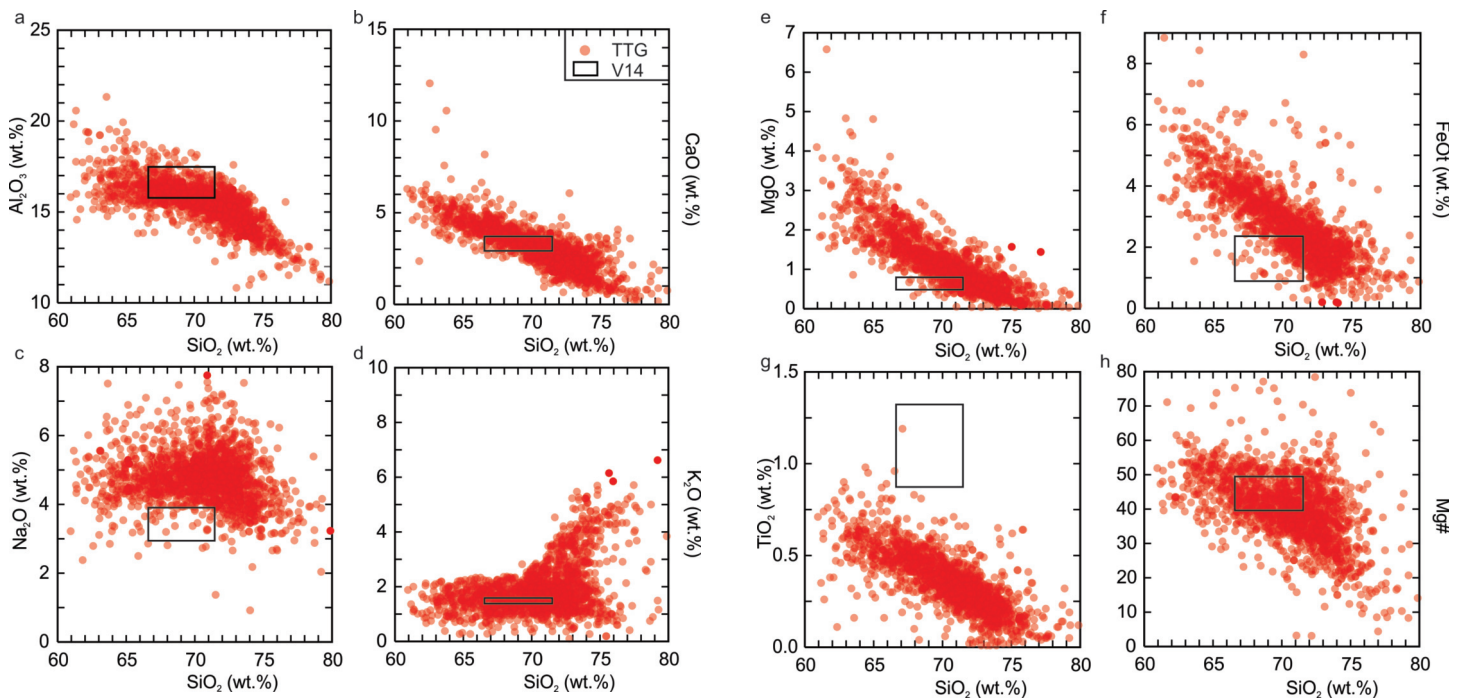 a
25
20
15
10
Al₂O₃ (wt.%)
60 65 70 75 80
SiO₂ (wt.%)
b
15
10
5
0
CaO (wt.%)
TTG
V14
60 65 70 75 80
SiO₂ (wt.%)
c
8
6
4
2
0
Na₂O (wt.%)
60 65 70 75 80
SiO₂ (wt.%)
d
10
8
6
4
2
0
K₂O (wt.%)
60 65 70 75 80
SiO₂ (wt.%)
e
7
6
5
4
3
2
1
0
MgO (wt.%)
60 65 70 75 80
SiO₂ (wt.%)
f
8
6
4
2
0
FeOt (wt.%)
60 65 70 75 80
SiO₂ (wt.%)
g
1.5
1.0
0.5
0.0
TiO₂ (wt.%)
60 65 70 75 80
SiO₂ (wt.%)
h
80
70
60
50
40
30
20
10
0
Mg#
60 65 70 75 80
SiO₂ (wt.%)